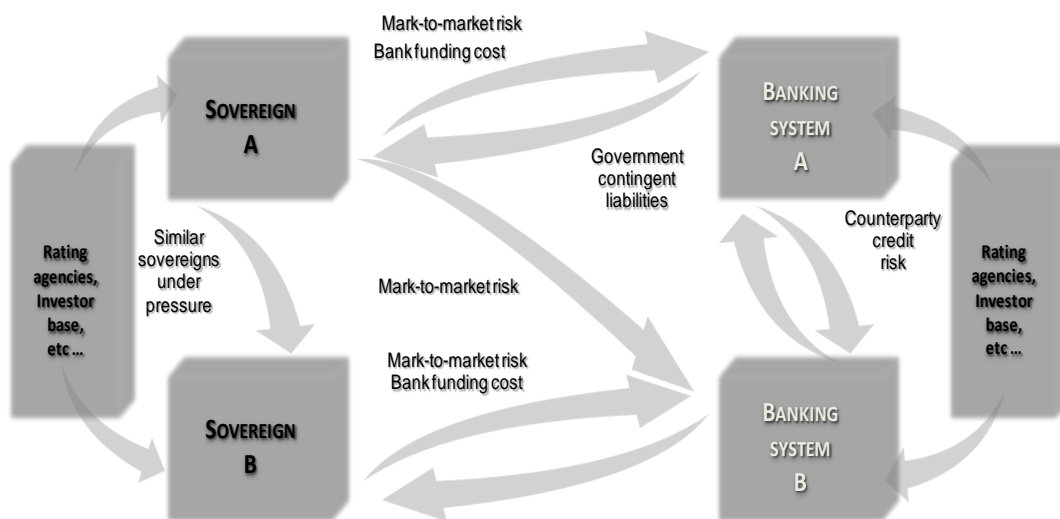 Mark-to-market risk
Bank funding cost
SOVEREIGN
A
BANKING
SYSTEM
A
Government
contingent
liabilities
Rating
agencies,
Investor
base,
etc ...
Similar
sovereigns
under
pressure
Counterparty
credit
risk
Rating
agencies,
Investor
base,
etc ...
Mark-to-market risk
Mark-to-market risk
Bank funding cost
SOVEREIGN
B
BANKING
SYSTEM
B